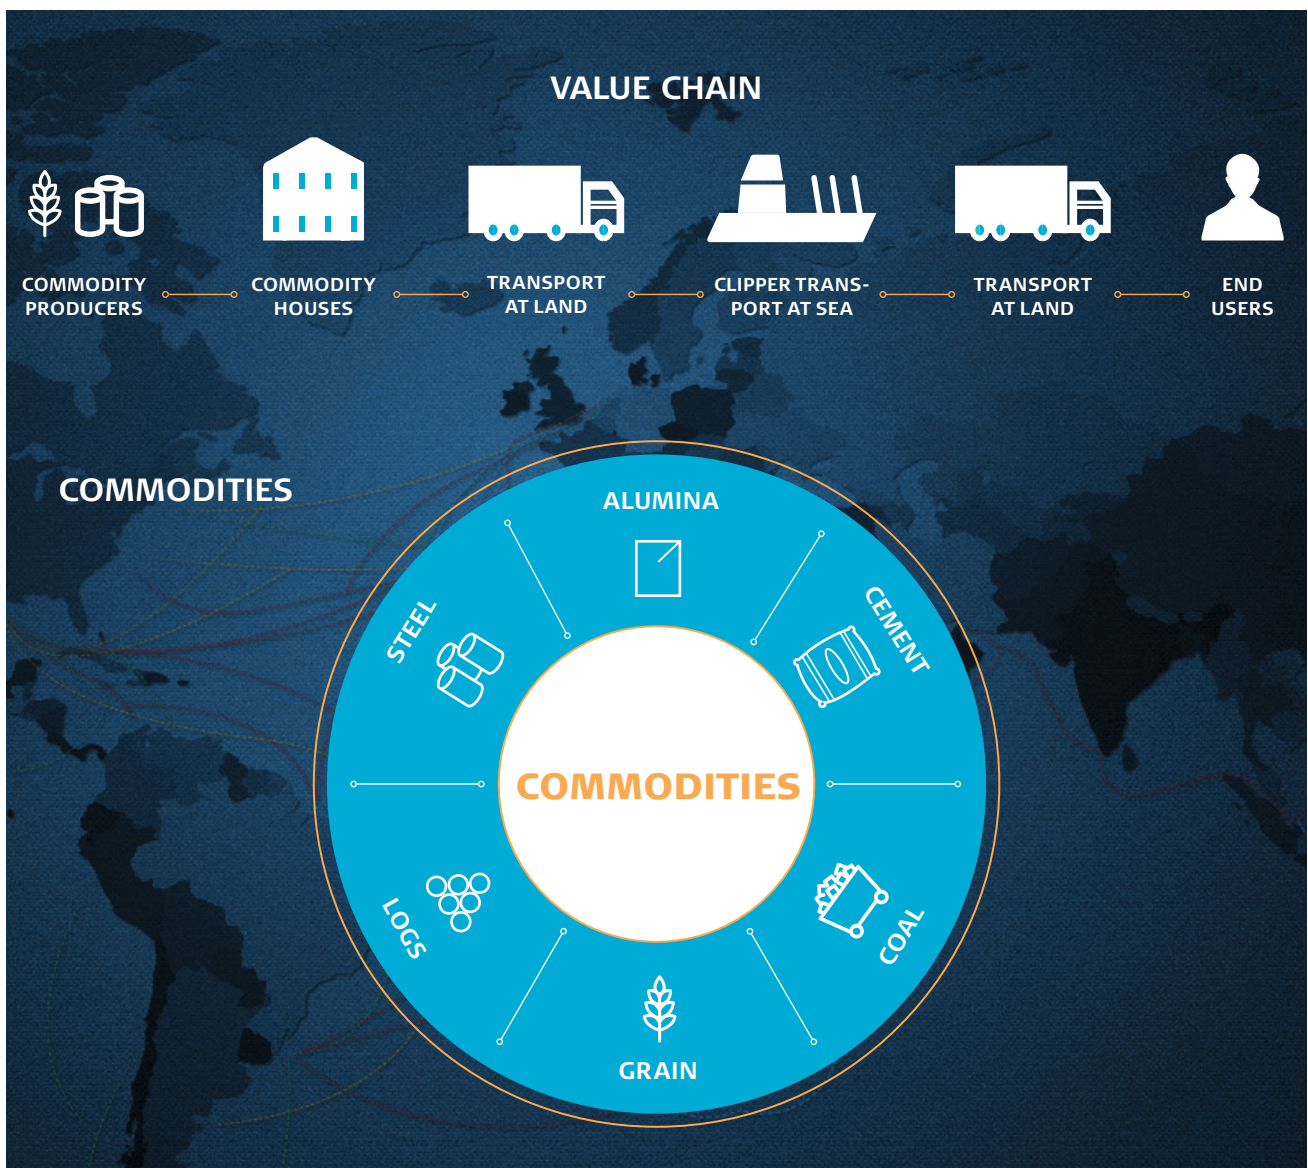 VALUE CHAIN
COMMODITY
PRODUCERS
COMMODITY
HOUSES
TRANSPORT
AT LAND
CLIPPER TRANS-
PORT AT SEA
TRANSPORT
AT LAND
END
USERS
COMMODITIES
ALUMINA
CEMENT
COAL
GRAIN
LOGS
STEEL
COMMODITIES